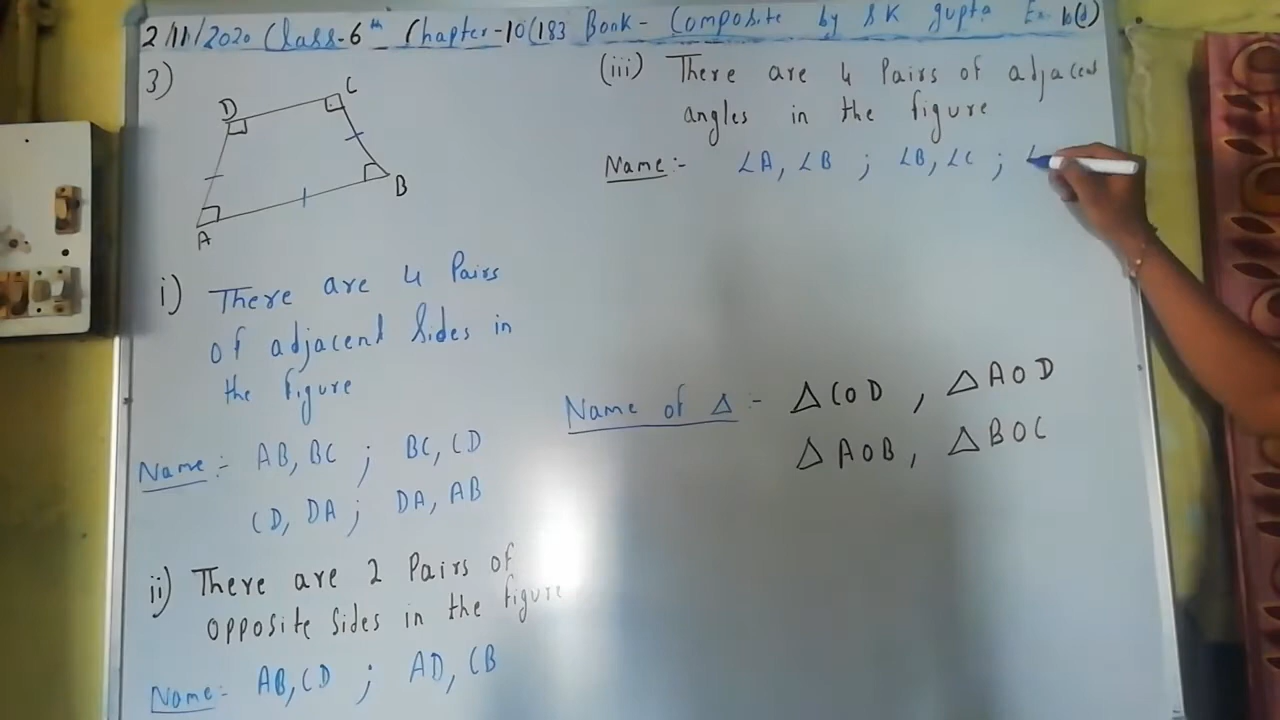 2/11/2020 Class-6th Chapter-10(183 Book- Composite by SK gupta Ex-
3)
D C
B
A
i) There are 4 Pairs
of adjacent Sides in
the figure
Name:- AB, BC ; BC, CD
CD, DA ; DA, AB
ii) There are 2 Pairs of
opposite sides in the figure
Name:- AB, CD ; AD, CB
(iii) There are 4 Pairs of adjacent
angles in the figure
Name:- ∠A, ∠B ; ∠B, ∠C ; ∠
Name of Δ:- ΔCOD , ΔAOD
ΔAOB, ΔBOC